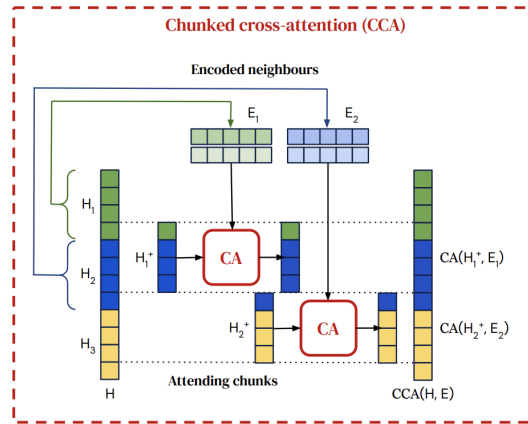 Chunked cross-attention (CCA)
Encoded neighbours
E₁
E₂
H₁
H₂
H₃
H₁⁺
CA
CA(H₁⁺, E₁)
H₂⁺
CA
CA(H₂⁺, E₂)
Attending chunks
H
CCA(H, E)